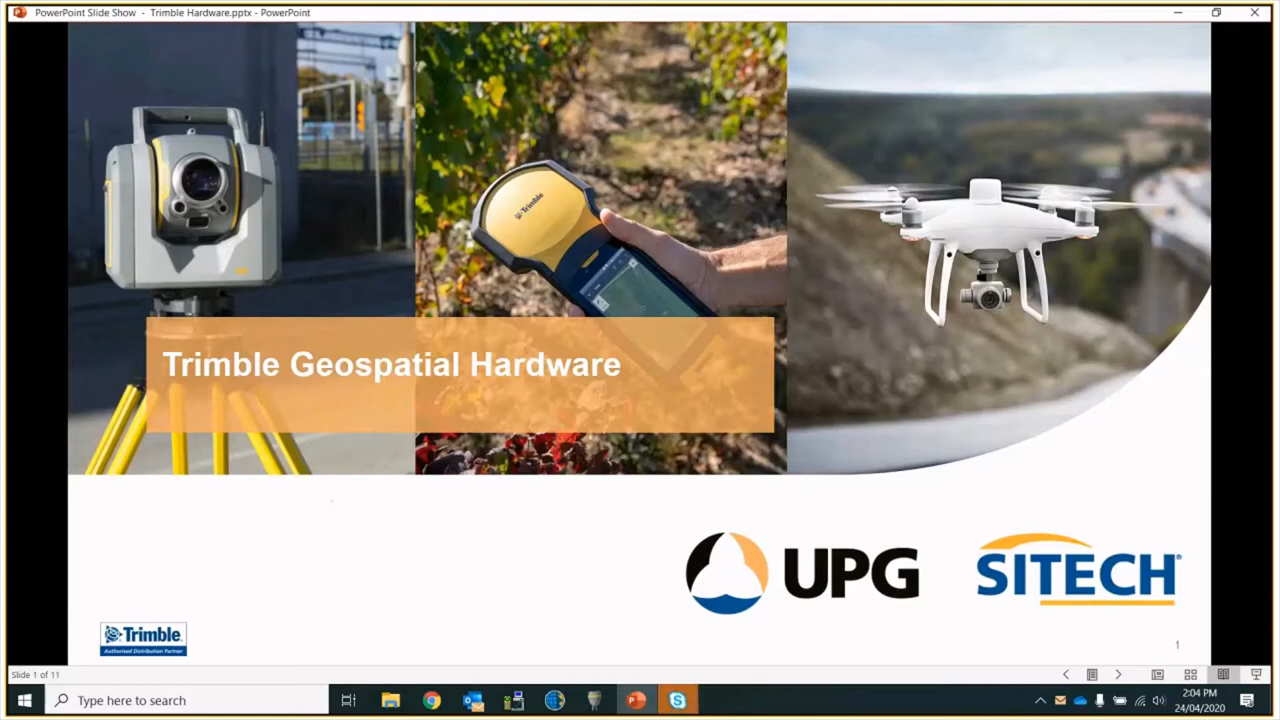 PowerPoint Slide Show - Trimble Hardware.pptx - PowerPoint
Trimble
Trimble Geospatial Hardware
UPG
SITECH®
Trimble.
Authorised Distribution Partner
1
Slide 1 of 11
Type here to search
2:04 PM
24/04/2020